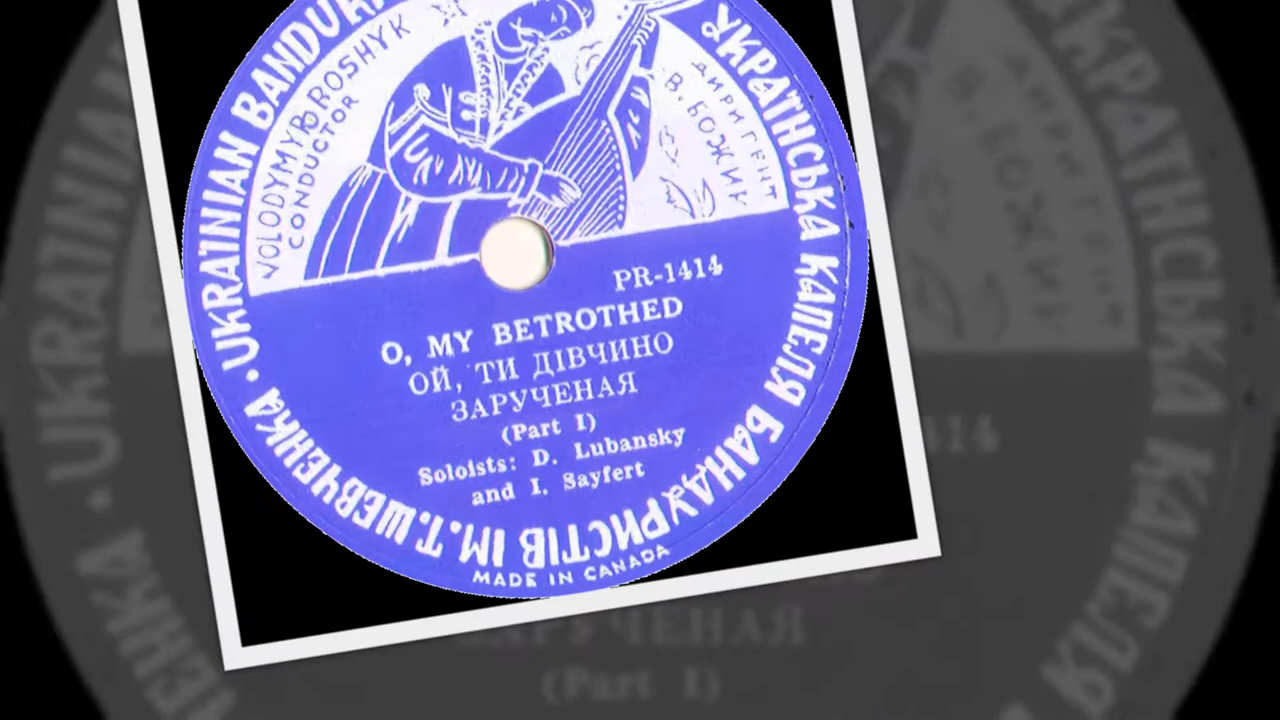 UKRAINIAN BANDUR
VOLODYMYR BOROSHYK
CONDUCTOR
УКРАЇНСЬКА КАПЕЛЯ БАНДУРИСТІВ ІМ. Т. ШЕВЧЕНКА
ДИРИГЕНТ
В. БОЖИК
PR-1414
O, MY BETROTHED
ОЙ, ТИ ДІВЧИНО
ЗАРУЧЕНАЯ
(Part I)
Soloists: D. Lubansky
and I. Sayfert
MADE IN CANADA